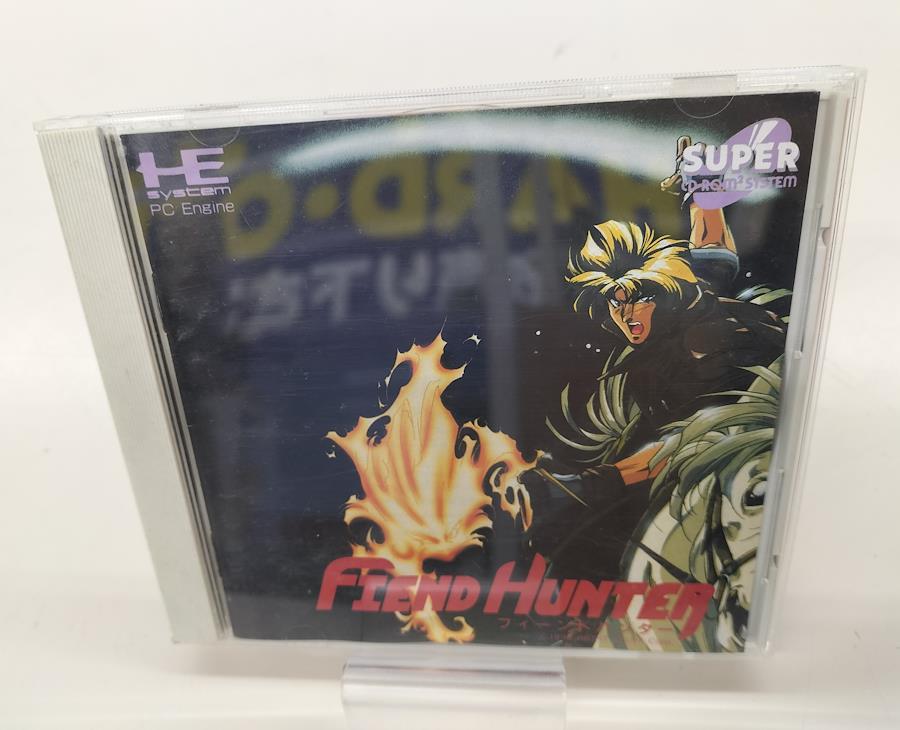 HE
system
PC Engine
SUPER
CD-ROM² SYSTEM
FIEND HUNTER
フィーンドハンター